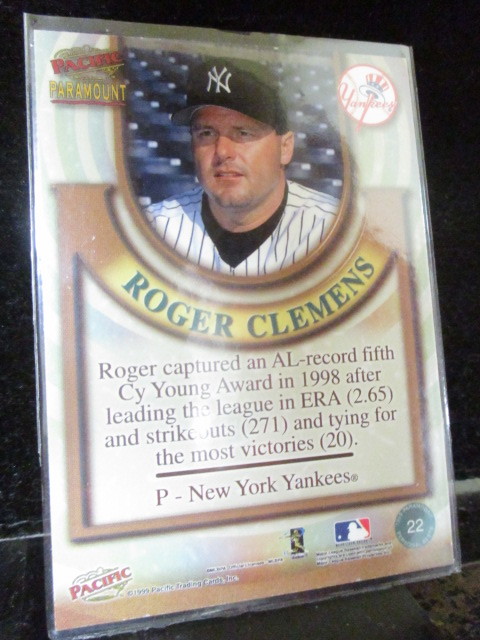 PACIFIC
PARAMOUNT
NY
Yankees
ROGER CLEMENS
Roger captured an AL-record fifth
Cy Young Award in 1998 after
leading the league in ERA (2.65)
and strikeouts (271) and tying for
the most victories (20).
P - New York Yankees®
22
PACIFIC
©1999 Pacific Trading Cards, Inc.